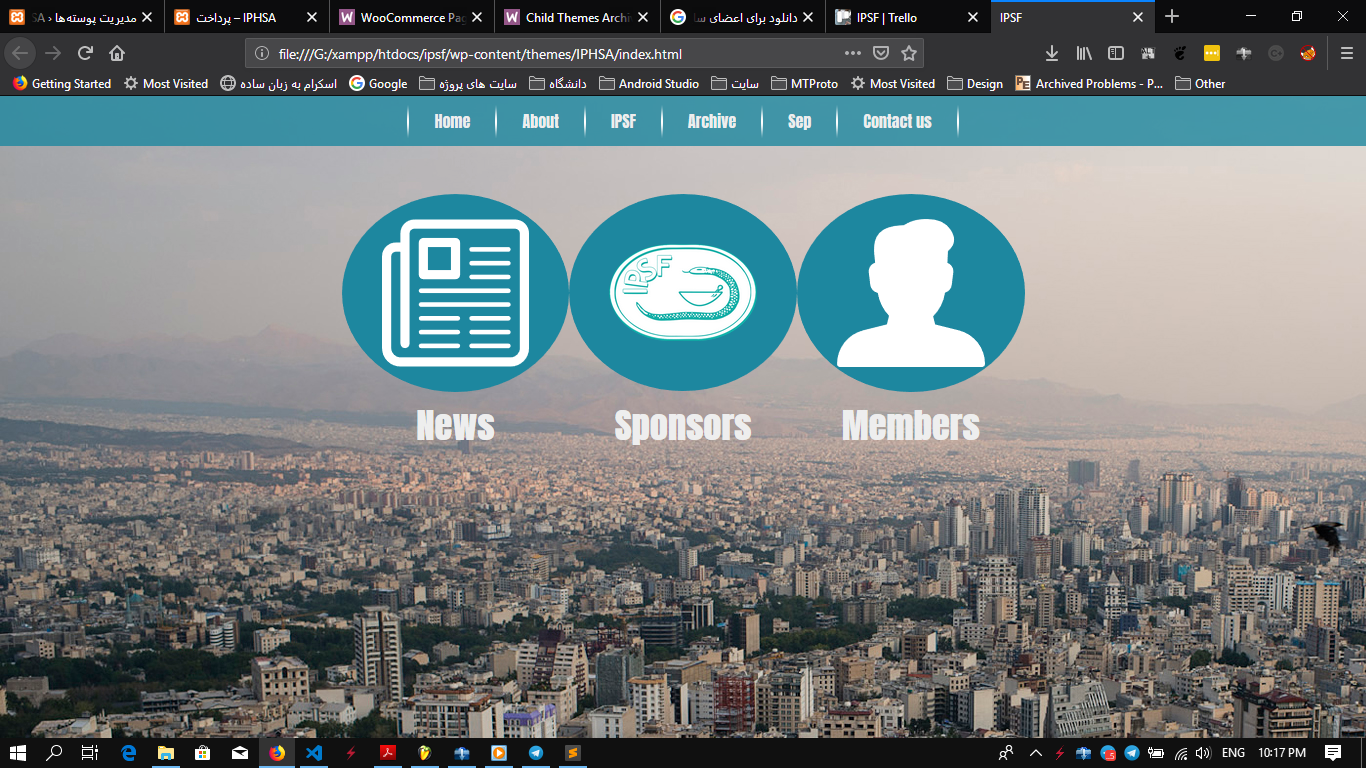 SA › مدیریت پوسته‌ها
پرداخت – IPHSA
WooCommerce Pag
Child Themes Archi
دانلود برای اعضای سا
IPSF | Trello
IPSF
file:///G:/xampp/htdocs/ipsf/wp-content/themes/IPHSA/index.html
Getting Started
Most Visited
اسکرام به زبان ساده
Google
سایت های پروژه
دانشگاه
Android Studio
سایت
MTProto
Most Visited
Design
Archived Problems - P...
Other
Home
About
IPSF
Archive
Sep
Contact us
IPSF
News
Sponsors
Members
ENG
10:17 PM